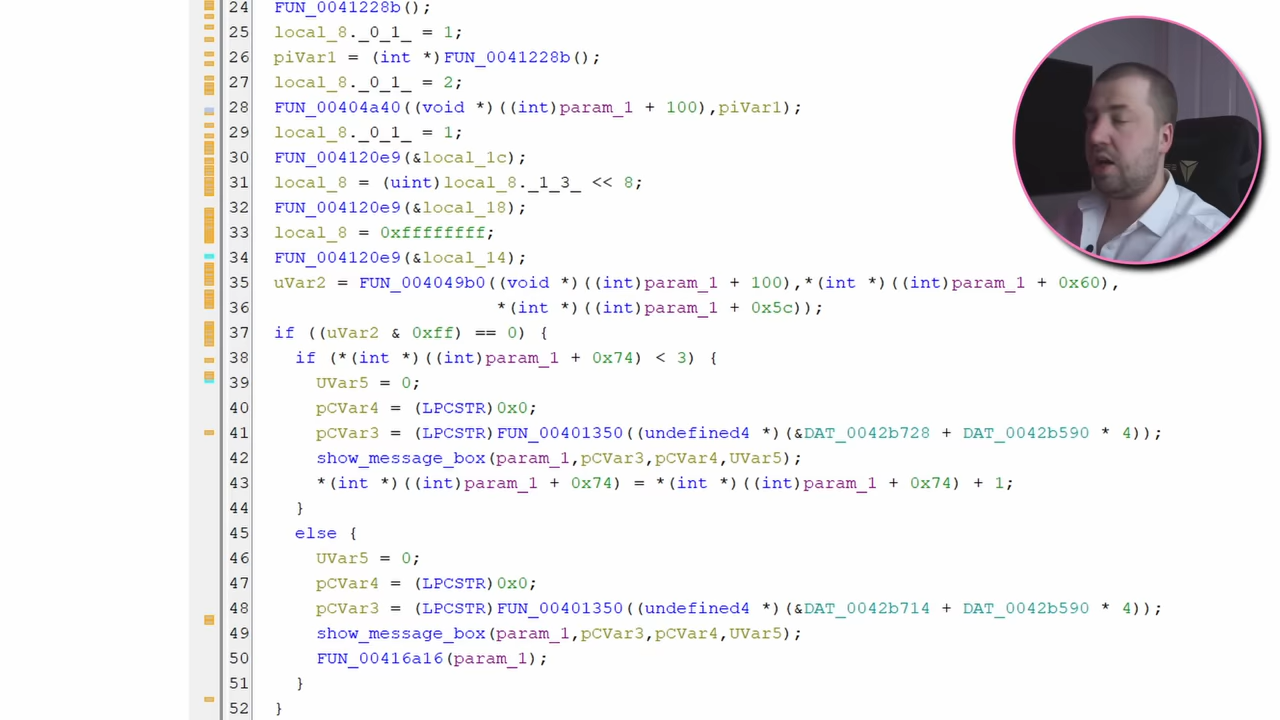 24 FUN_0041228b();
25 local_8._0_1_ = 1;
26 piVar1 = (int *)FUN_0041228b();
27 local_8._0_1_ = 2;
28 FUN_00404a40((void *)((int)param_1 + 100),piVar1);
29 local_8._0_1_ = 1;
30 FUN_004120e9(&local_1c);
31 local_8 = (uint)local_8._1_3_ << 8;
32 FUN_004120e9(&local_18);
33 local_8 = 0xffffffff;
34 FUN_004120e9(&local_14);
35 uVar2 = FUN_004049b0((void *)((int)param_1 + 100),*(int *)((int)param_1 + 0x60),
36 *(int *)((int)param_1 + 0x5c));
37 if ((uVar2 & 0xff) == 0) {
38 if (*(int *)((int)param_1 + 0x74) < 3) {
39 UVar5 = 0;
40 pCVar4 = (LPCSTR)0x0;
41 pCVar3 = (LPCSTR)FUN_00401350((undefined4 *)(&DAT_0042b728 + DAT_0042b590 * 4));
42 show_message_box(param_1,pCVar3,pCVar4,UVar5);
43 *(int *)((int)param_1 + 0x74) = *(int *)((int)param_1 + 0x74) + 1;
44 }
45 else {
46 UVar5 = 0;
47 pCVar4 = (LPCSTR)0x0;
48 pCVar3 = (LPCSTR)FUN_00401350((undefined4 *)(&DAT_0042b714 + DAT_0042b590 * 4));
49 show_message_box(param_1,pCVar3,pCVar4,UVar5);
50 FUN_00416a16(param_1);
51 }
52 }